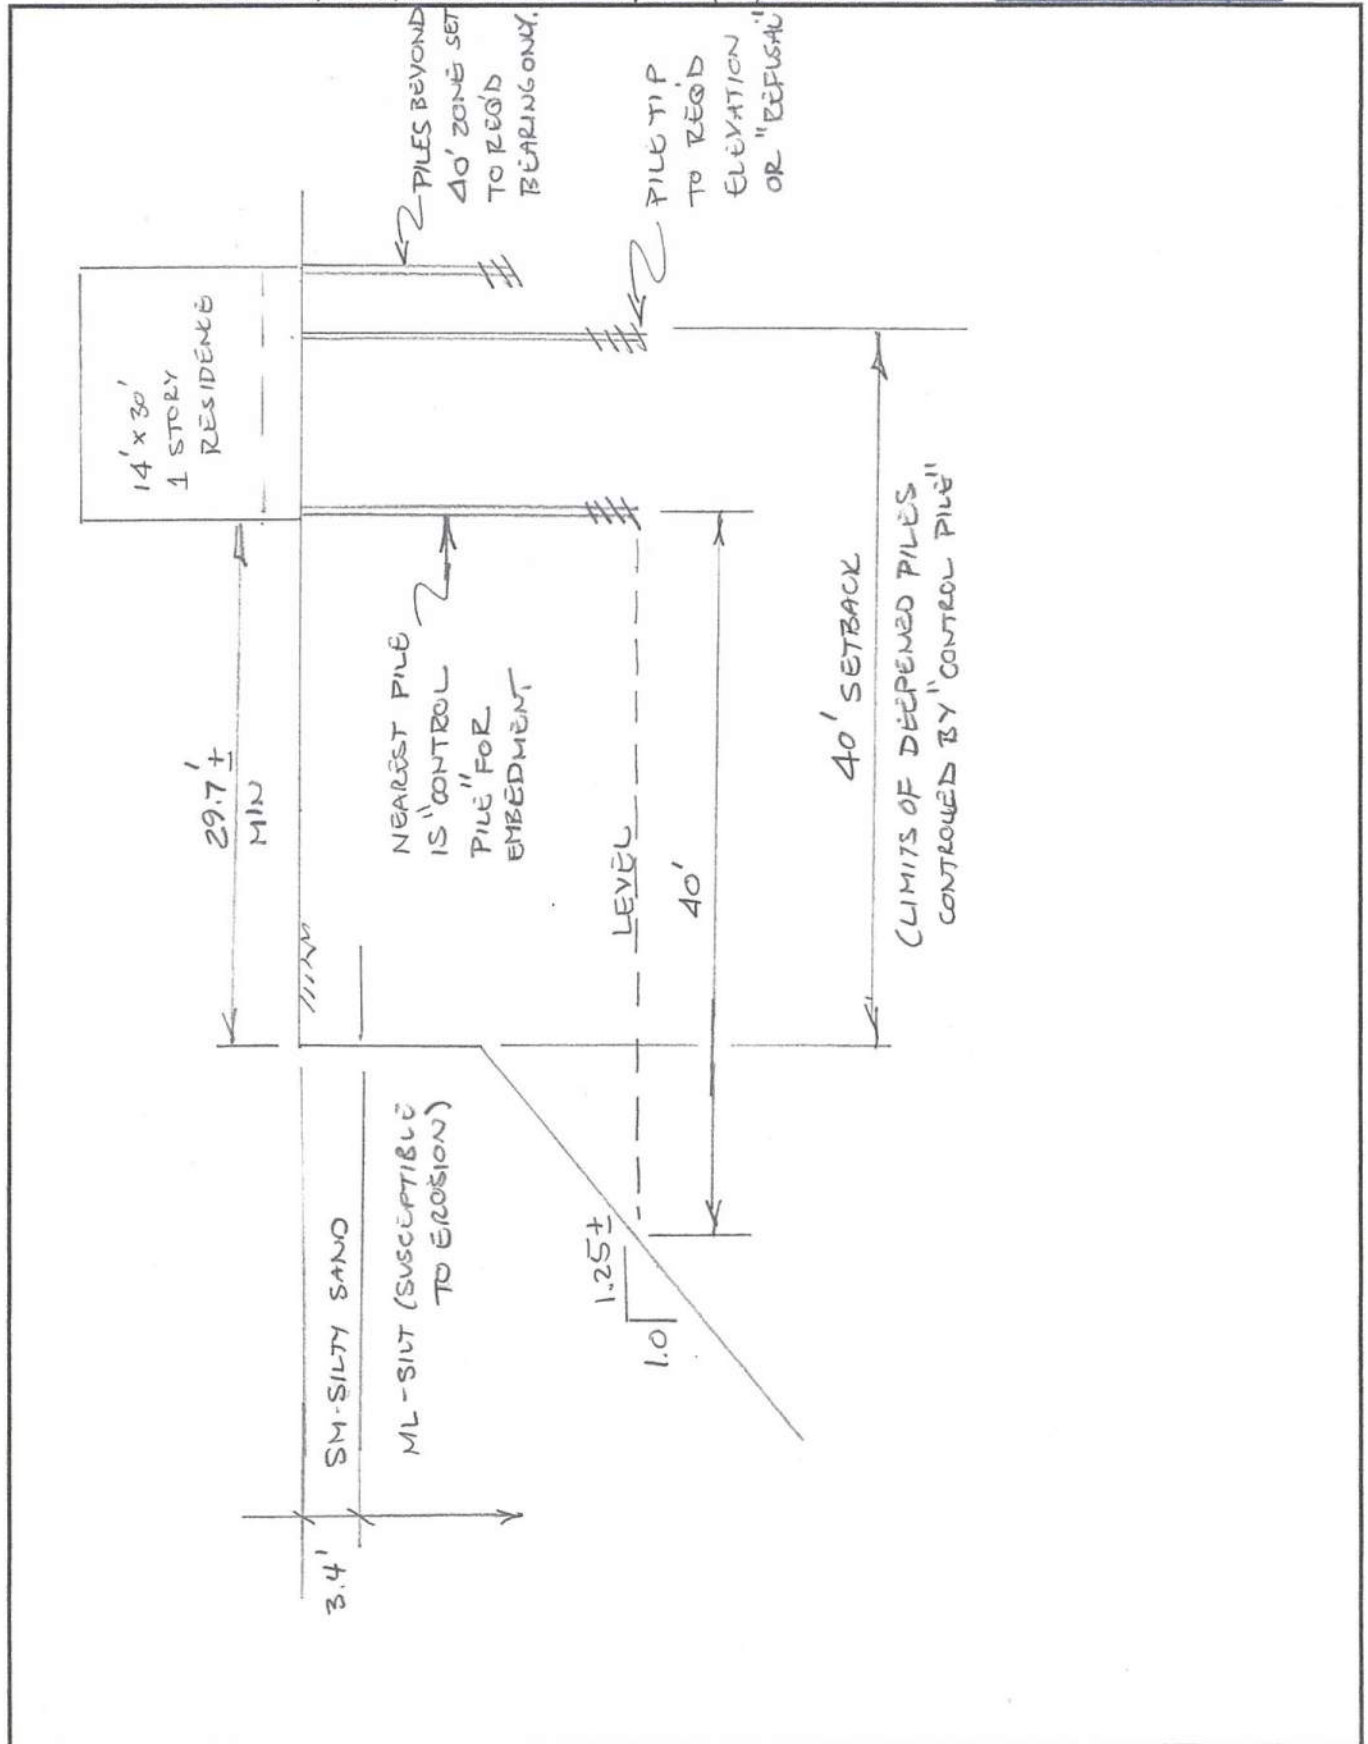 PILES BEYOND
40' ZONE SET
TO REQ'D
BEARING ONLY.
PILE TIP
TO REQ'D
ELEVATION
OR "REFUSAL"
14' x 30'
1 STORY
RESIDENCE
29.7' ±
MIN
NEAREST PILE
IS "CONTROL
PILE" FOR
EMBEDMENT
LEVEL
40'
40' SETBACK
(LIMITS OF DEEPENED PILES
CONTROLLED BY "CONTROL PILE"
3.4'
SM-SILTY SAND
ML-SILT (SUSCEPTIBLE
TO EROSION)
1.25±
1.0